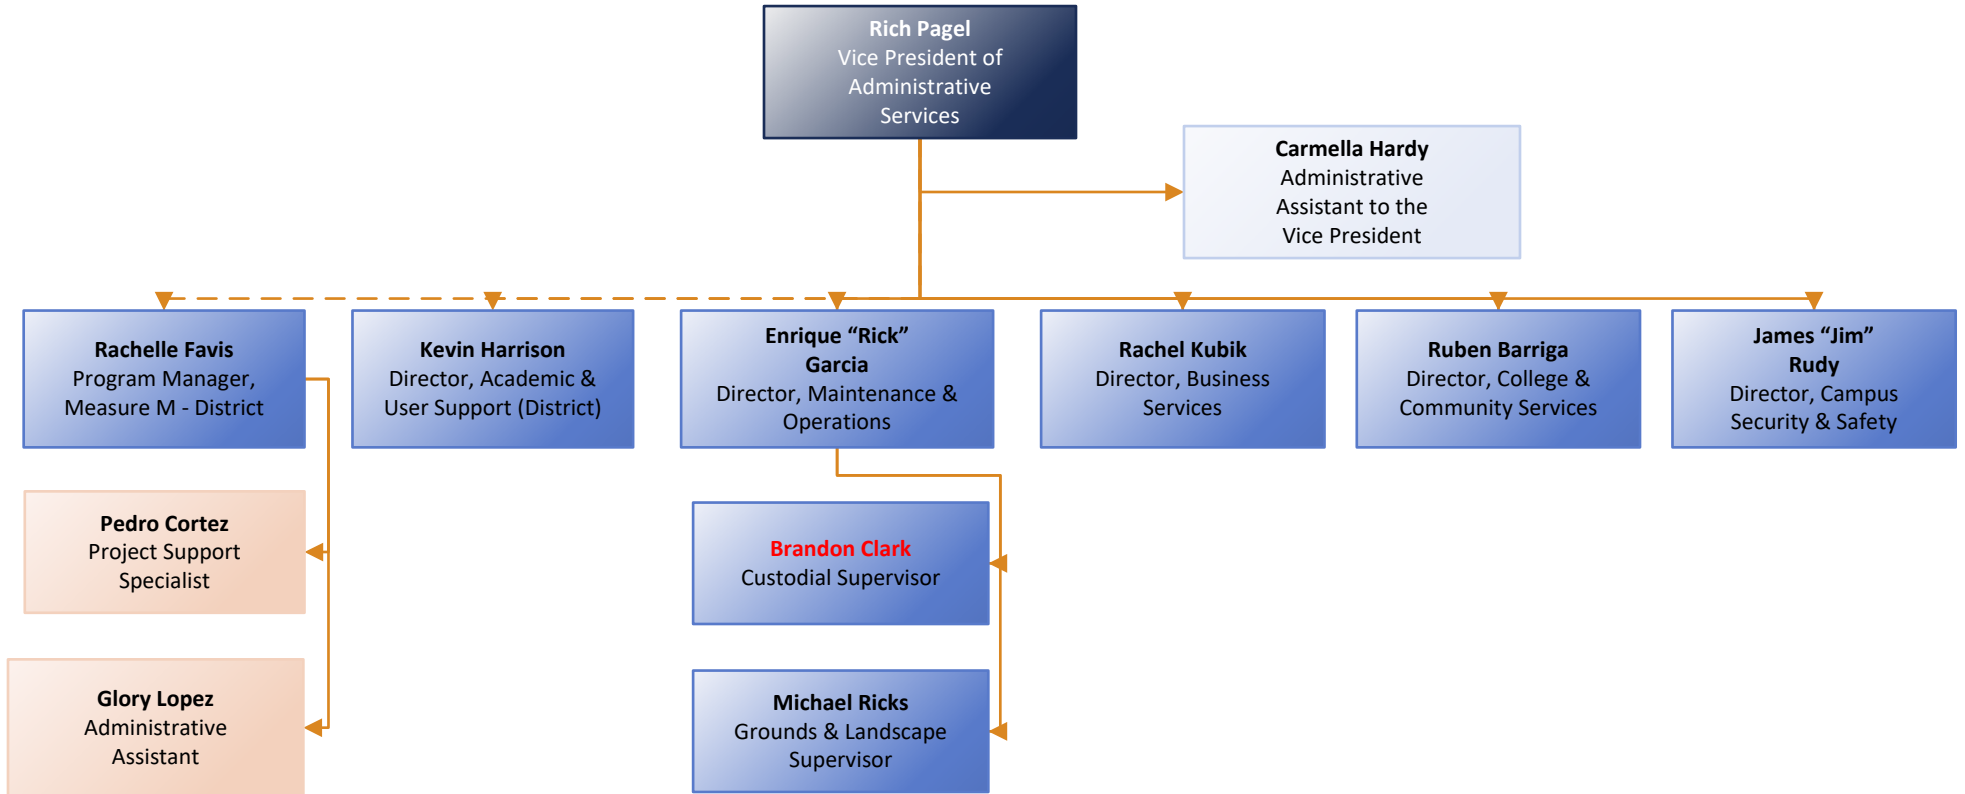 Rich Pagel
Vice President of
Administrative
Services
Carmella Hardy
Administrative
Assistant to the
Vice President
Rachelle Favis
Program Manager,
Measure M - District
Kevin Harrison
Director, Academic &
User Support (District)
Enrique “Rick”
Garcia
Director, Maintenance &
Operations
Rachel Kubik
Director, Business
Services
Ruben Barriga
Director, College &
Community Services
James “Jim”
Rudy
Director, Campus
Security & Safety
Pedro Cortez
Project Support
Specialist
Brandon Clark
Custodial Supervisor
Glory Lopez
Administrative
Assistant
Michael Ricks
Grounds & Landscape
Supervisor